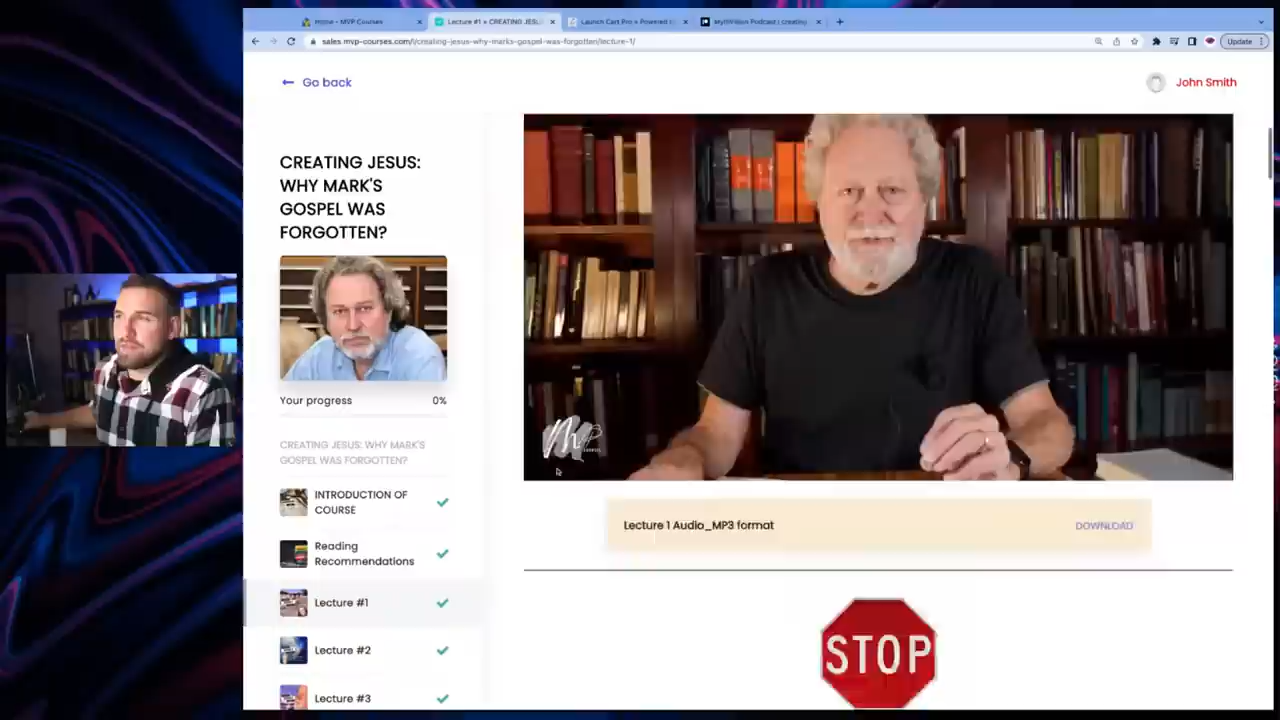 Home - MVP Courses
Lecture #1 » CREATING JESU
Launch Cart Pro • Powered b
MythVision Podcast | creating
sales.mvp-courses.com/l/creating-jesus-why-marks-gospel-was-forgotten/lecture-1/
Update
Go back
John Smith
CREATING JESUS:
WHY MARK'S
GOSPEL WAS
FORGOTTEN?
Your progress 0%
CREATING JESUS: WHY MARK'S
GOSPEL WAS FORGOTTEN?
INTRODUCTION OF
COURSE
Reading
Recommendations
Lecture #1
Lecture #2
Lecture #3
Lecture 1 Audio_MP3 format
DOWNLOAD
STOP